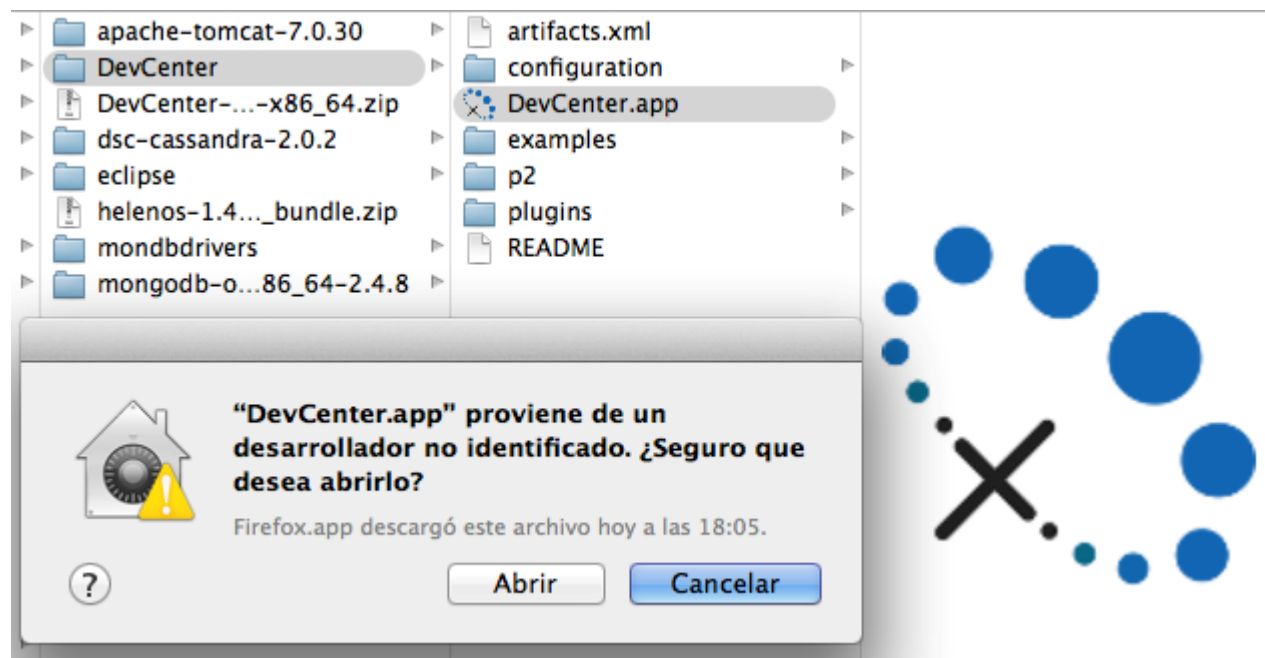 apache-tomcat-7.0.30
DevCenter
DevCenter-...-x86_64.zip
dsc-cassandra-2.0.2
eclipse
helenos-1.4..._bundle.zip
mondbdrivers
mongodb-o...86_64-2.4.8
artifacts.xml
configuration
DevCenter.app
examples
p2
plugins
README
“DevCenter.app” proviene de un
desarrollador no identificado. ¿Seguro que
desea abrirlo?
Firefox.app descargó este archivo hoy a las 18:05.
?
Abrir
Cancelar